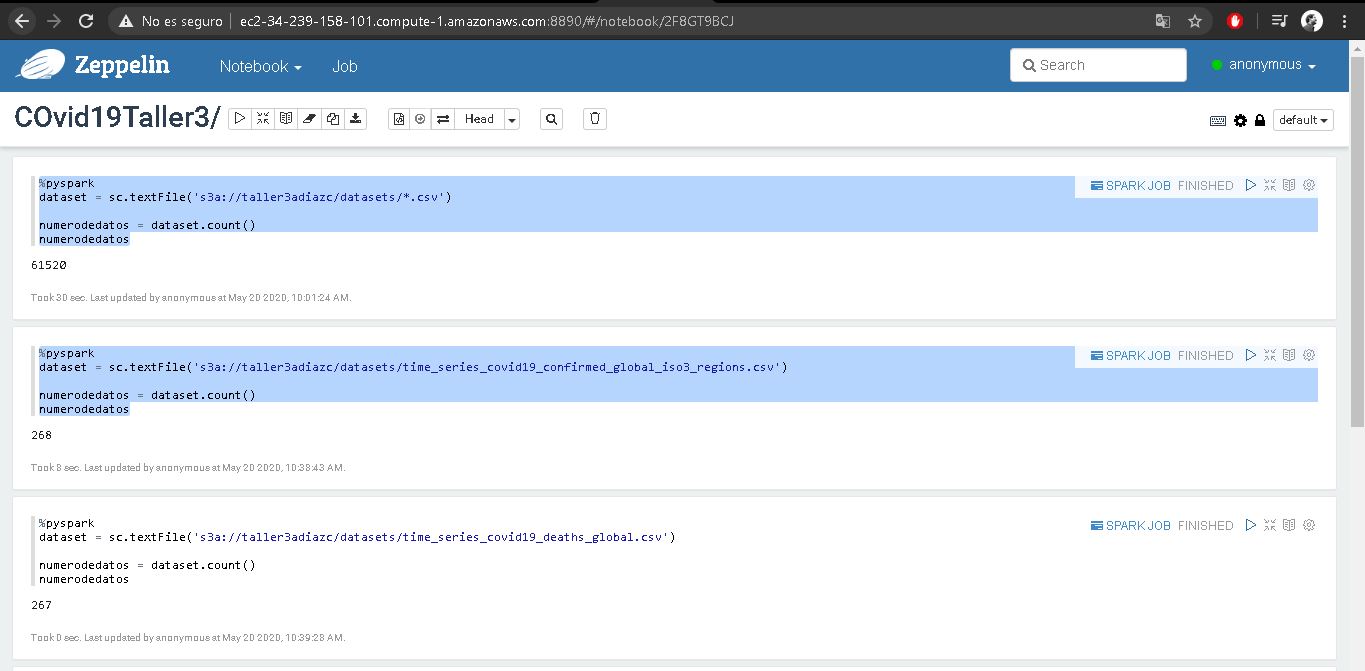 No es seguro ec2-34-239-158-101.compute-1.amazonaws.com:8890/#/notebook/2F8GT9BCJ
Zeppelin Notebook Job Search anonymous
COvid19Taller3/ Head default
%pyspark SPARK JOB FINISHED
dataset = sc.textFile('s3a://taller3adiazc/datasets/*.csv')
numerodedatos = dataset.count()
numerodedatos
61520
Took 30 sec. Last updated by anonymous at May 20 2020, 10:01:24 AM.
%pyspark SPARK JOB FINISHED
dataset = sc.textFile('s3a://taller3adiazc/datasets/time_series_covid19_confirmed_global_iso3_regions.csv')
numerodedatos = dataset.count()
numerodedatos
268
Took 8 sec. Last updated by anonymous at May 20 2020, 10:38:43 AM.
%pyspark SPARK JOB FINISHED
dataset = sc.textFile('s3a://taller3adiazc/datasets/time_series_covid19_deaths_global.csv')
numerodedatos = dataset.count()
numerodedatos
267
Took 0 sec. Last updated by anonymous at May 20 2020, 10:39:28 AM.